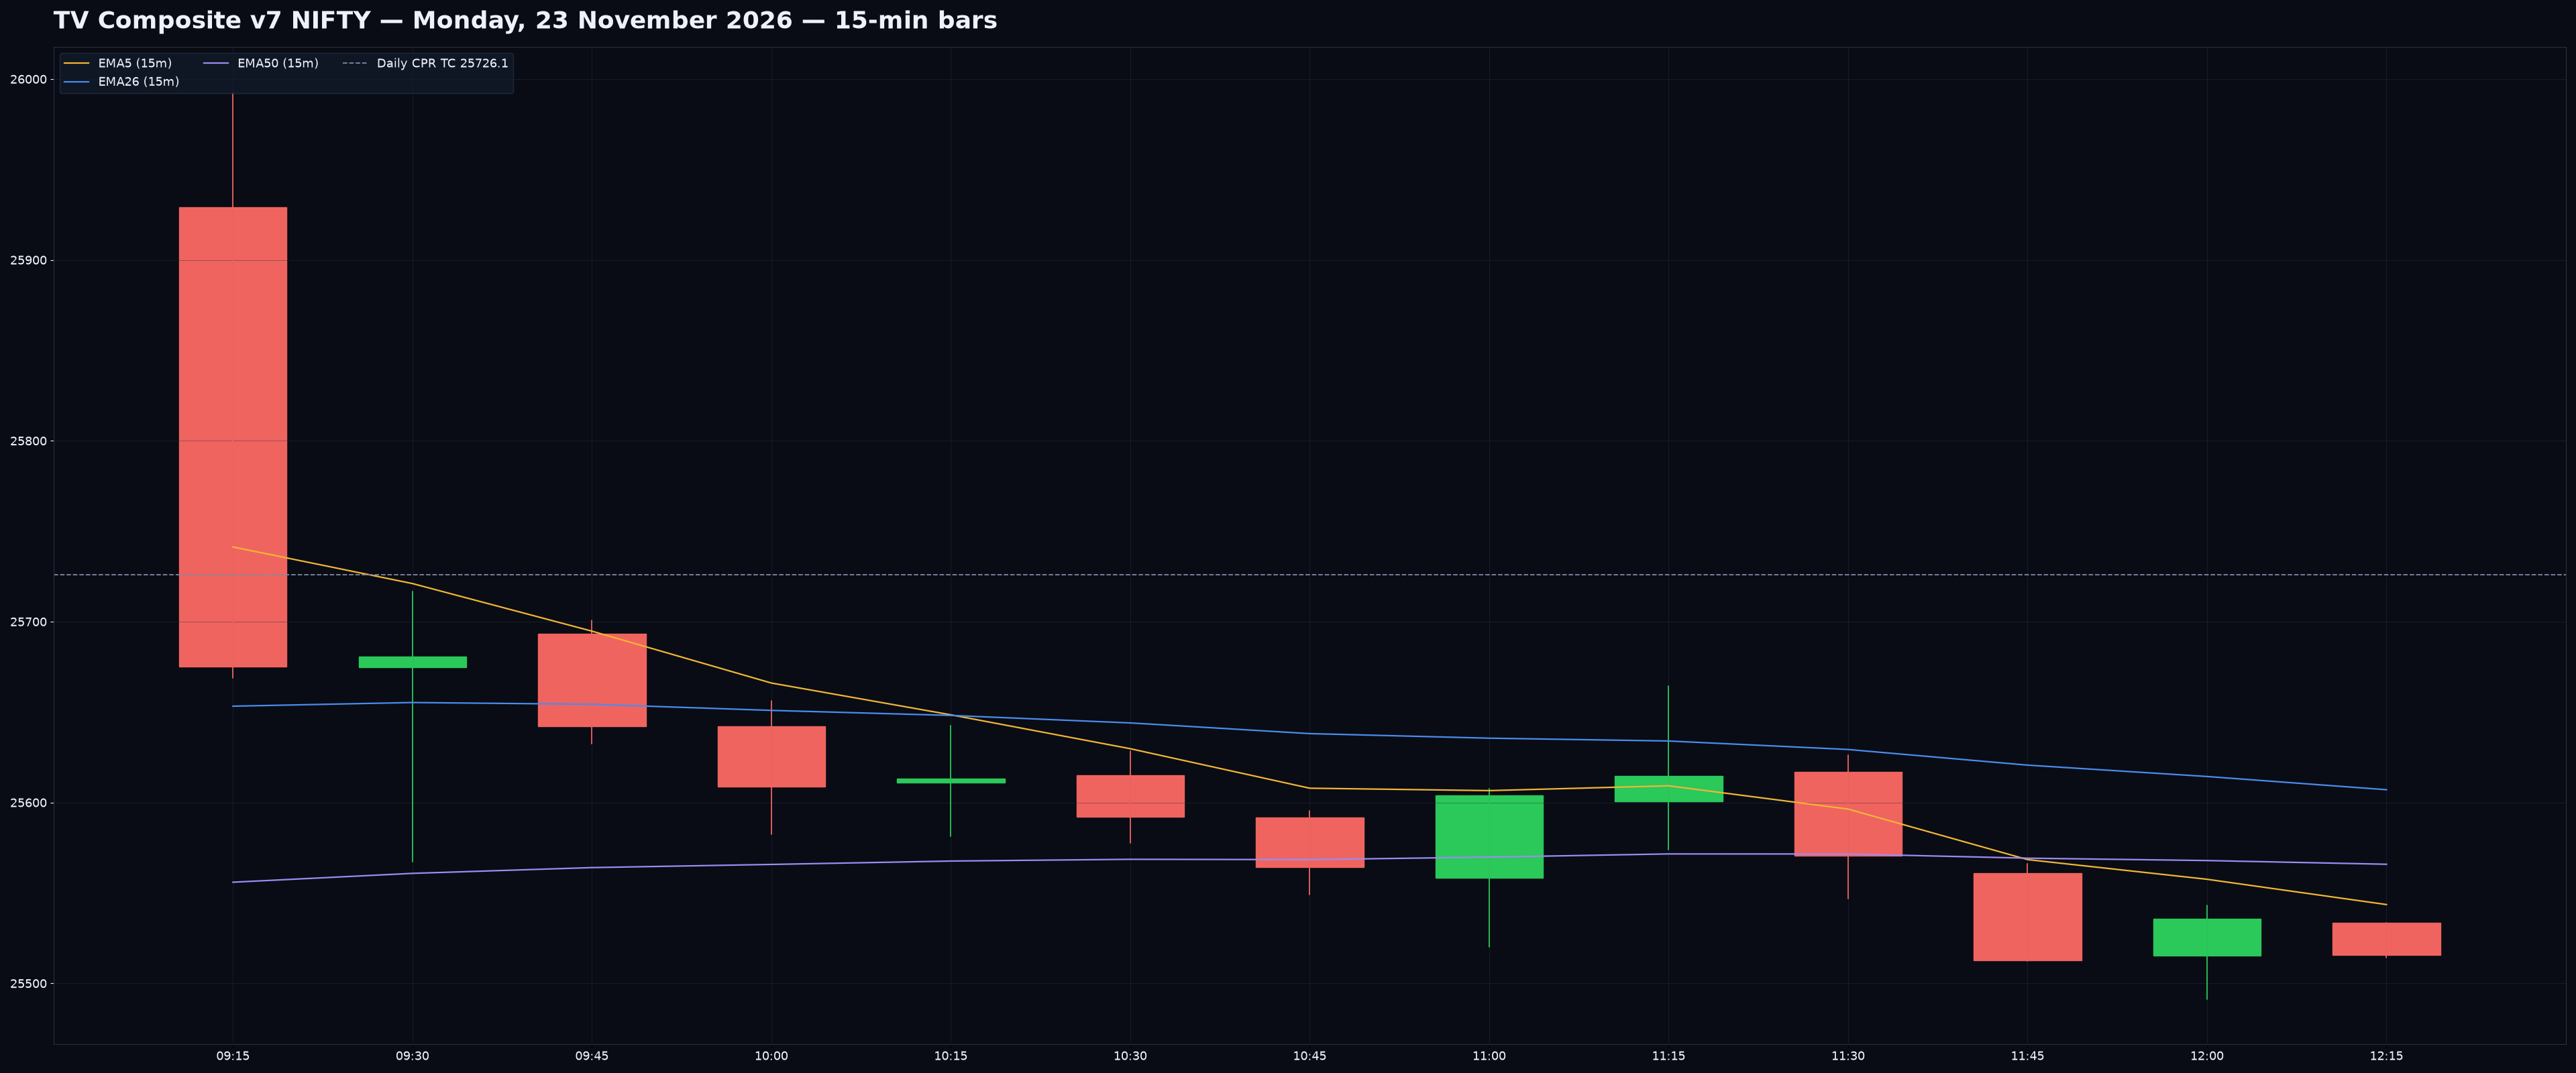 TV Composite v7 NIFTY — Monday, 23 November 2026 — 15-min bars
EMA5 (15m) EMA50 (15m) Daily CPR TC 25726.1
EMA26 (15m)
26000
25900
25800
25700
25600
25500
09:15 09:30 09:45 10:00 10:15 10:30 10:45 11:00 11:15 11:30 11:45 12:00 12:15